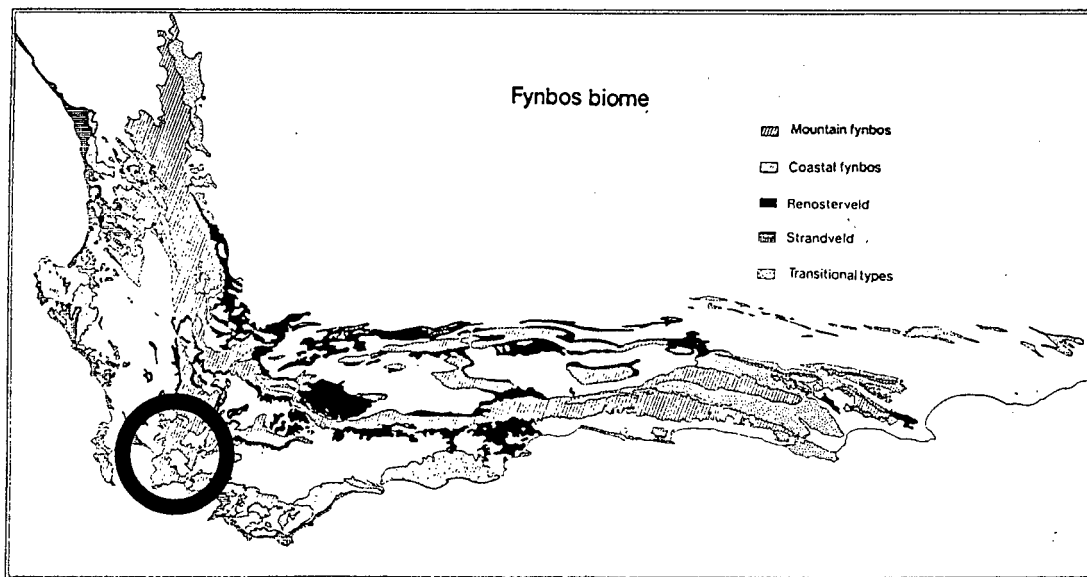 Fynbos biome
Mountain fynbos
Coastal fynbos
Renosterveld
Strandveld
Transitional types